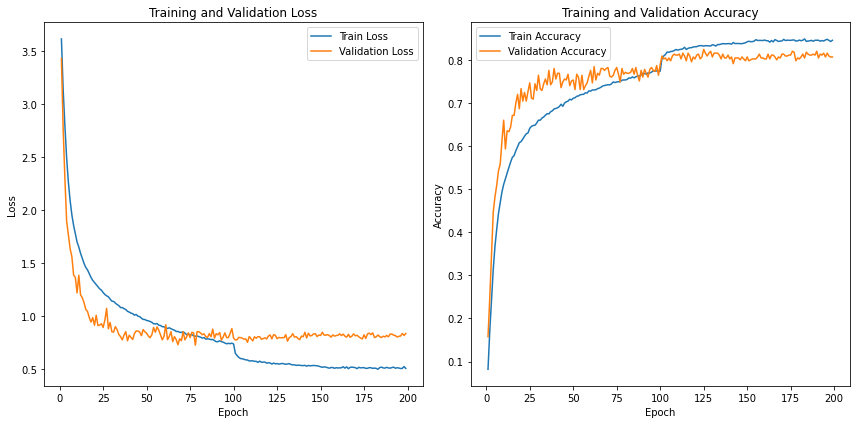 Training and Validation Loss
Train Loss
Validation Loss
3.5
3.0
2.5
2.0
1.5
1.0
0.5
Loss
0 25 50 75 100 125 150 175 200
Epoch
Training and Validation Accuracy
Train Accuracy
Validation Accuracy
0.8
0.7
0.6
0.5
0.4
0.3
0.2
0.1
Accuracy
0 25 50 75 100 125 150 175 200
Epoch